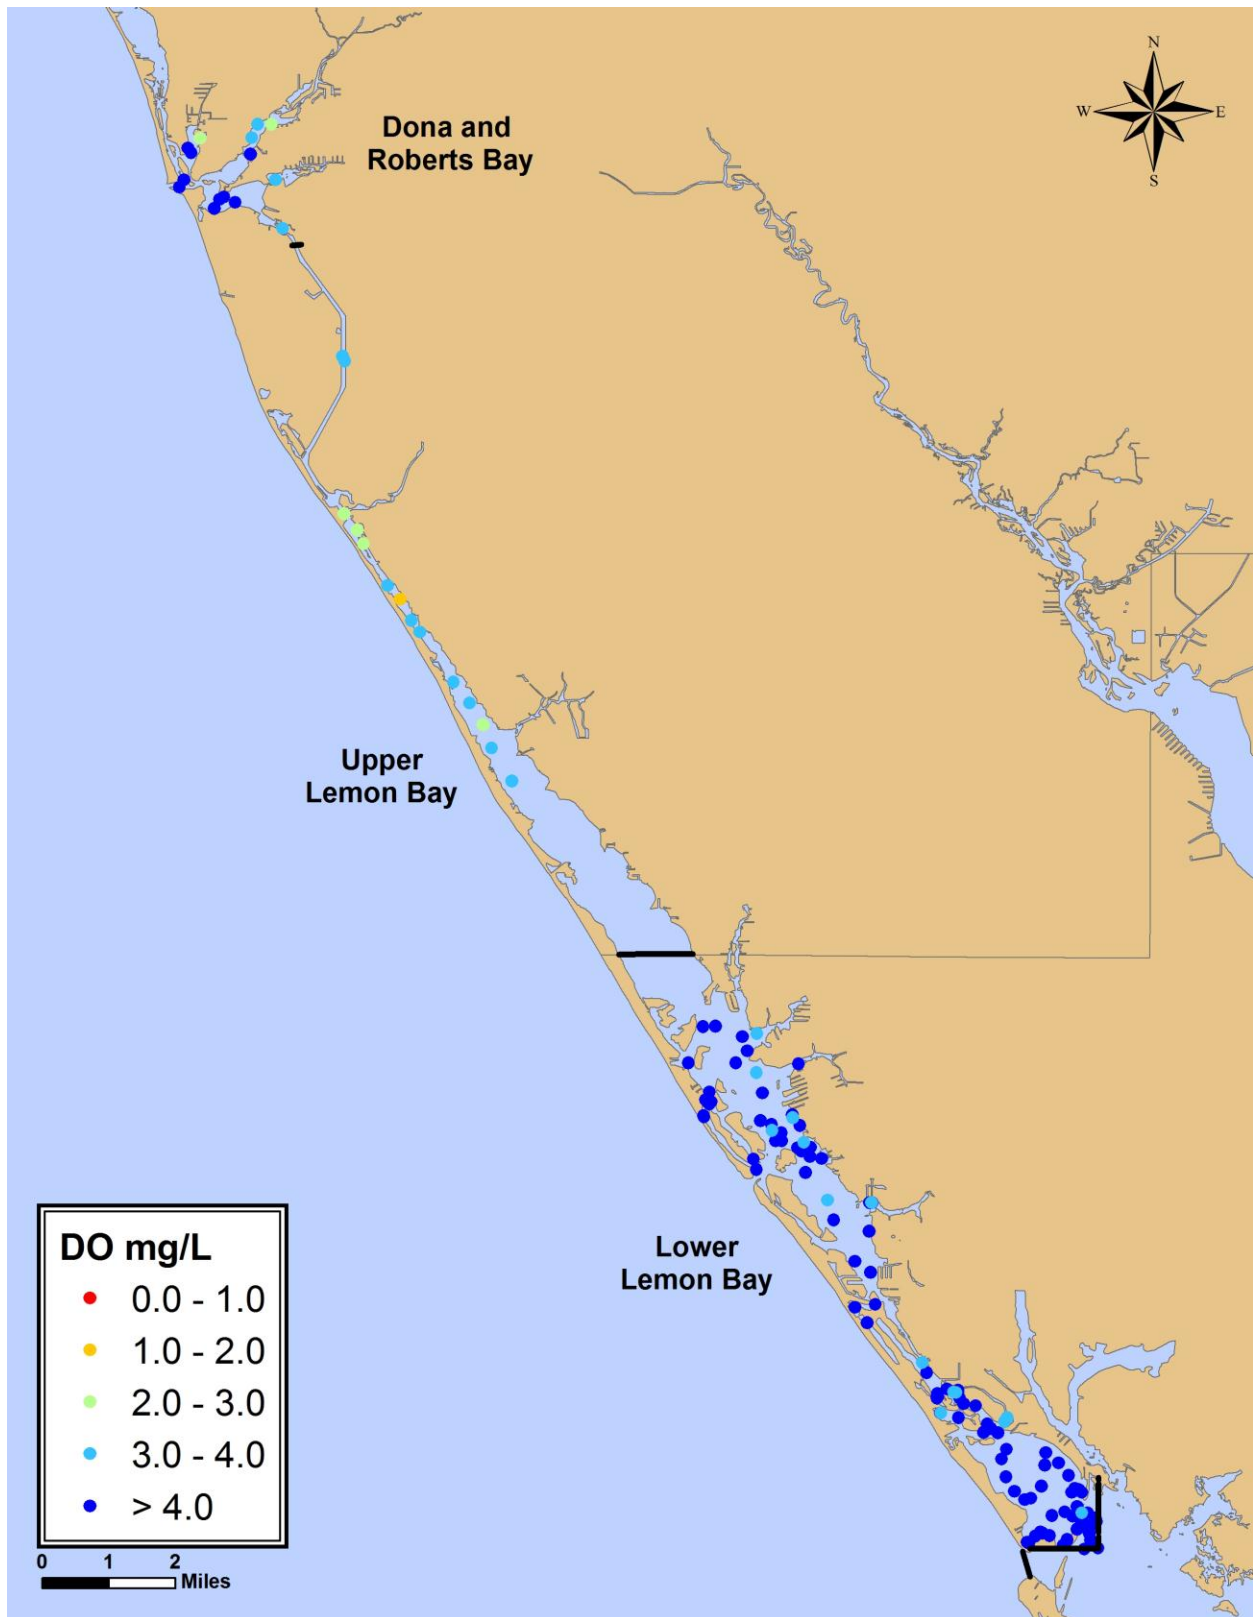 N
W E
S
Dona and
Roberts Bay
Upper
Lemon Bay
Lower
Lemon Bay
DO mg/L
0.0 - 1.0
1.0 - 2.0
2.0 - 3.0
3.0 - 4.0
> 4.0
0 1 2
Miles